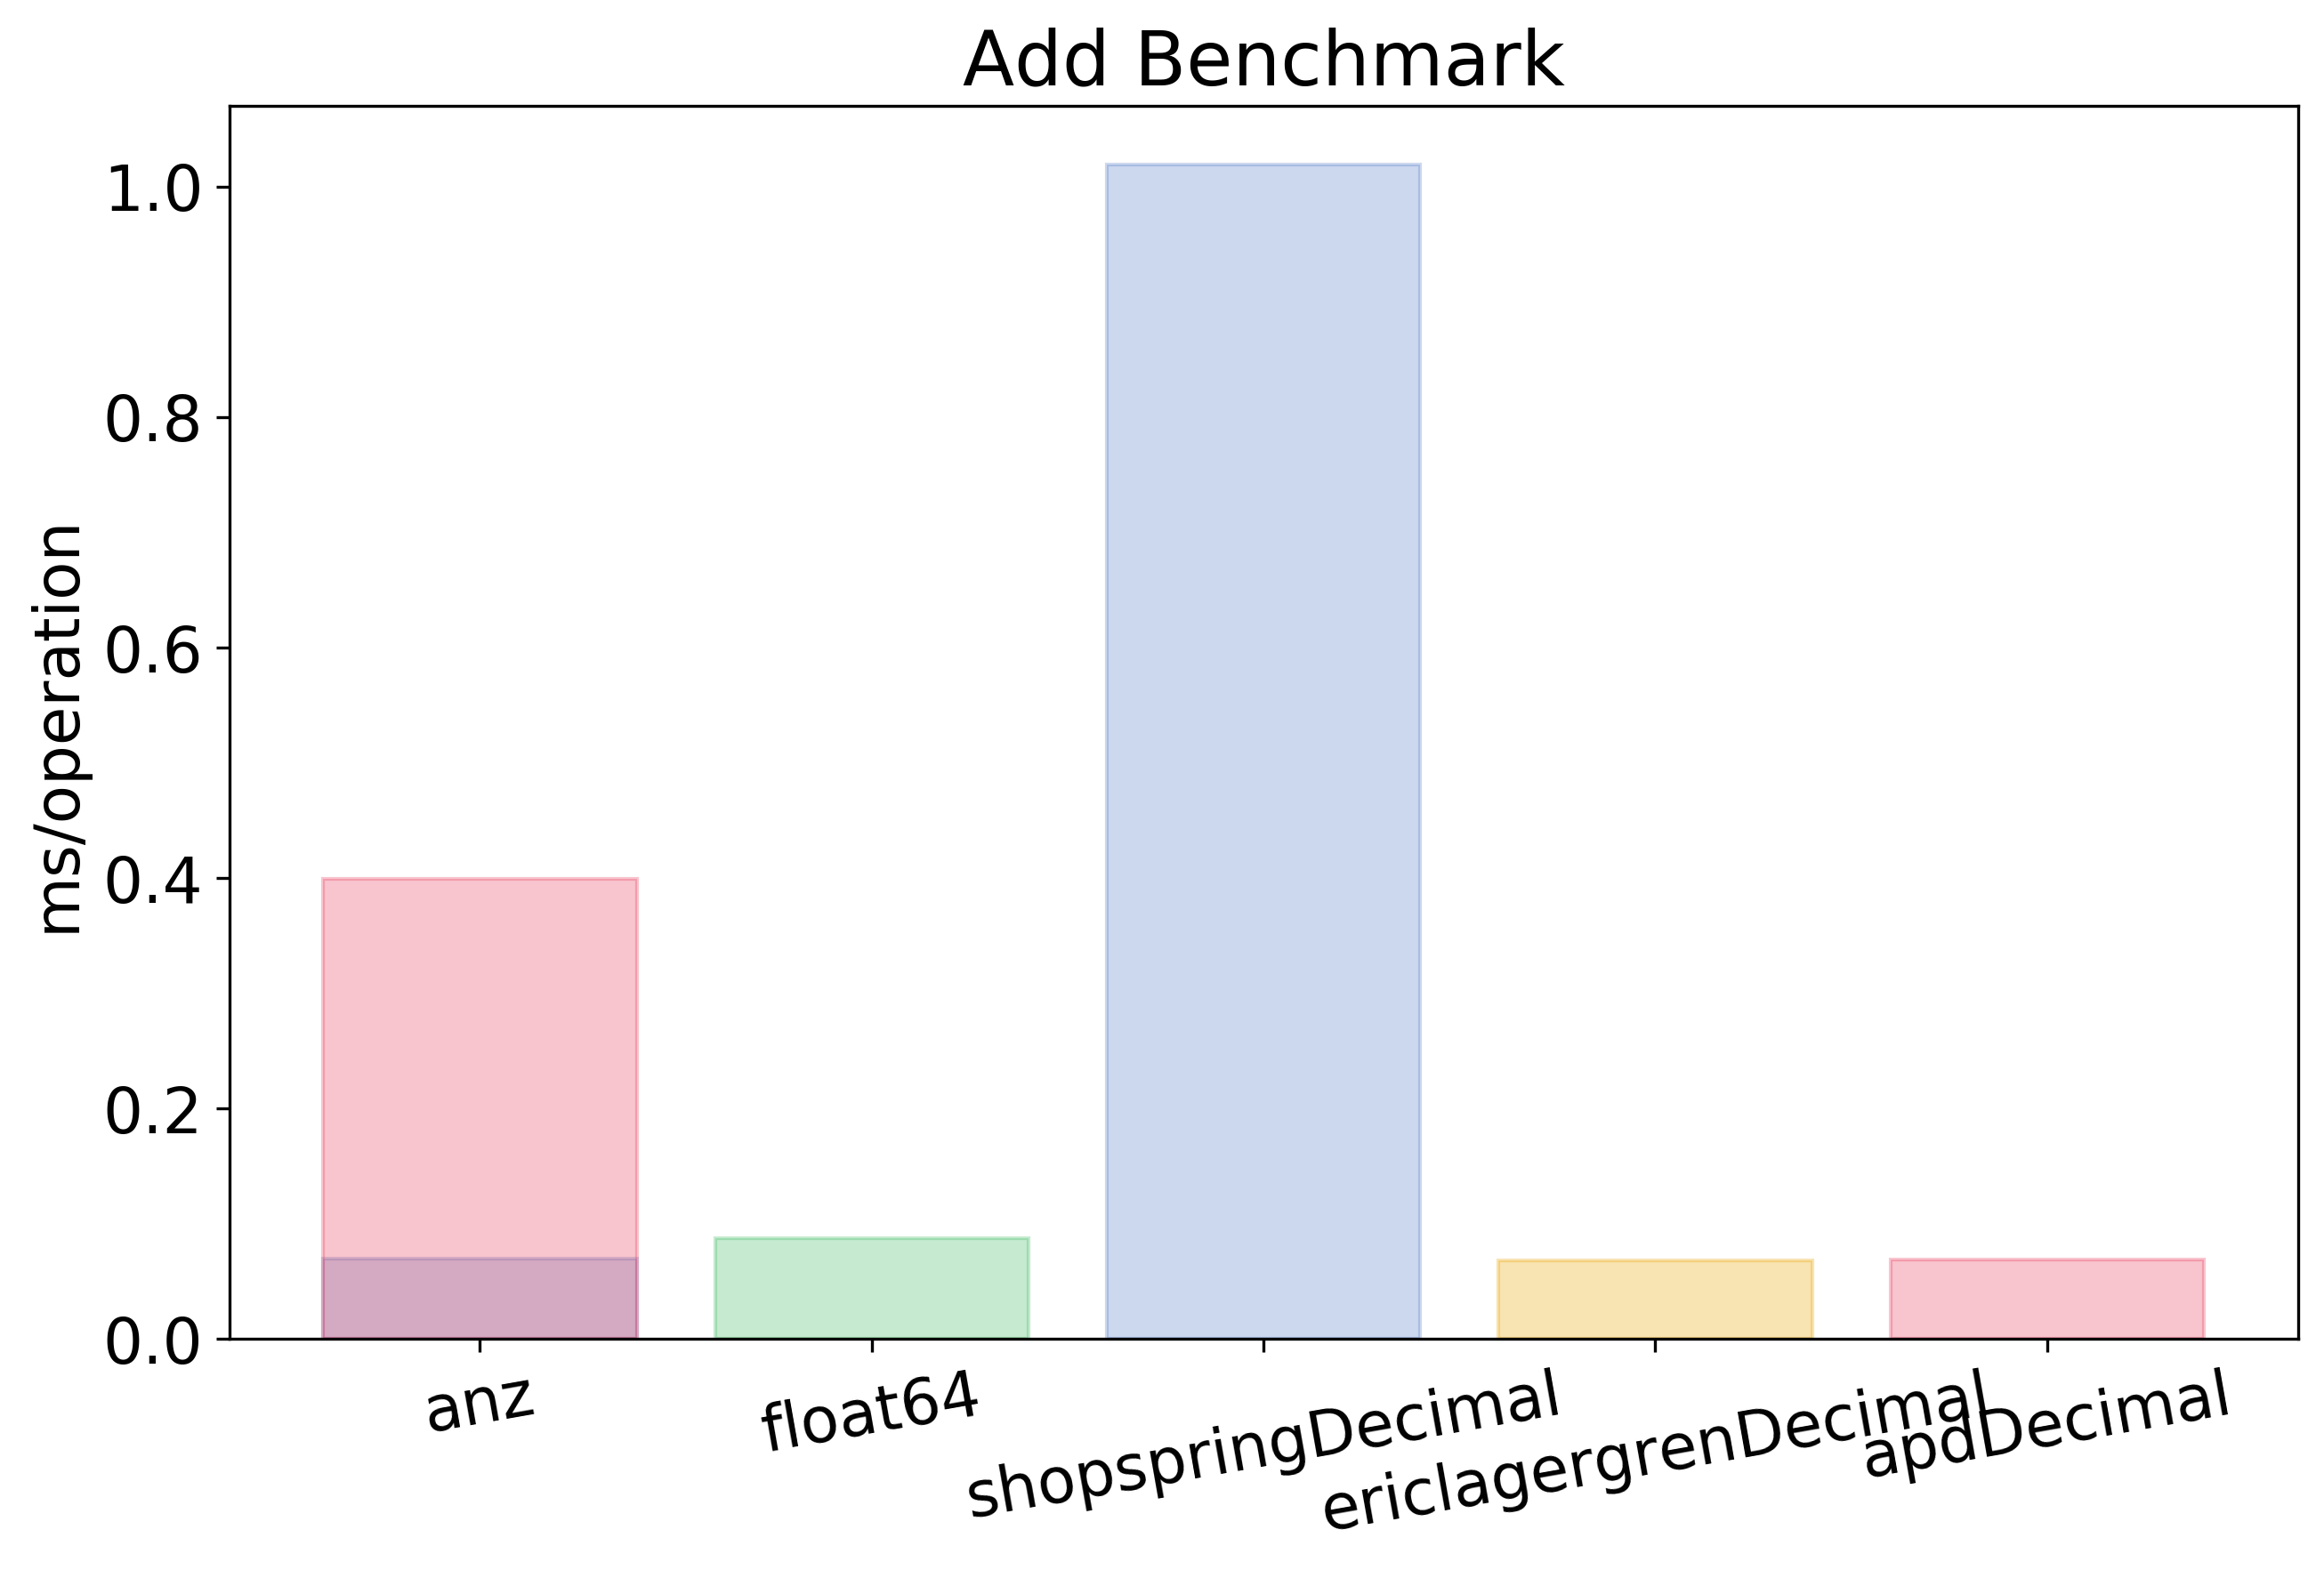 Add Benchmark
ms/operation
1.0
0.8
0.6
0.4
0.2
0.0
anz
float64
shopspringDecimal
ericlagergrenDecimal
apdDecimal